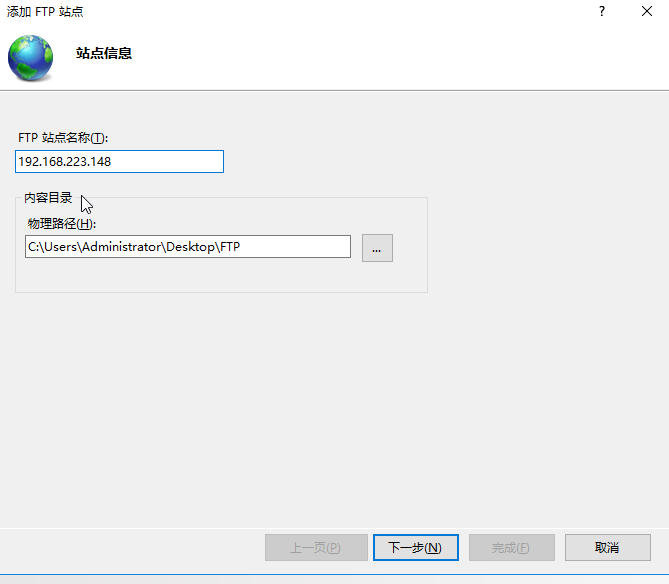 添加 FTP 站点
站点信息
FTP 站点名称(T):
192.168.223.148
内容目录
物理路径(H):
C:\Users\Administrator\Desktop\FTP
...
上一页(P) 下一步(N) 完成(F) 取消